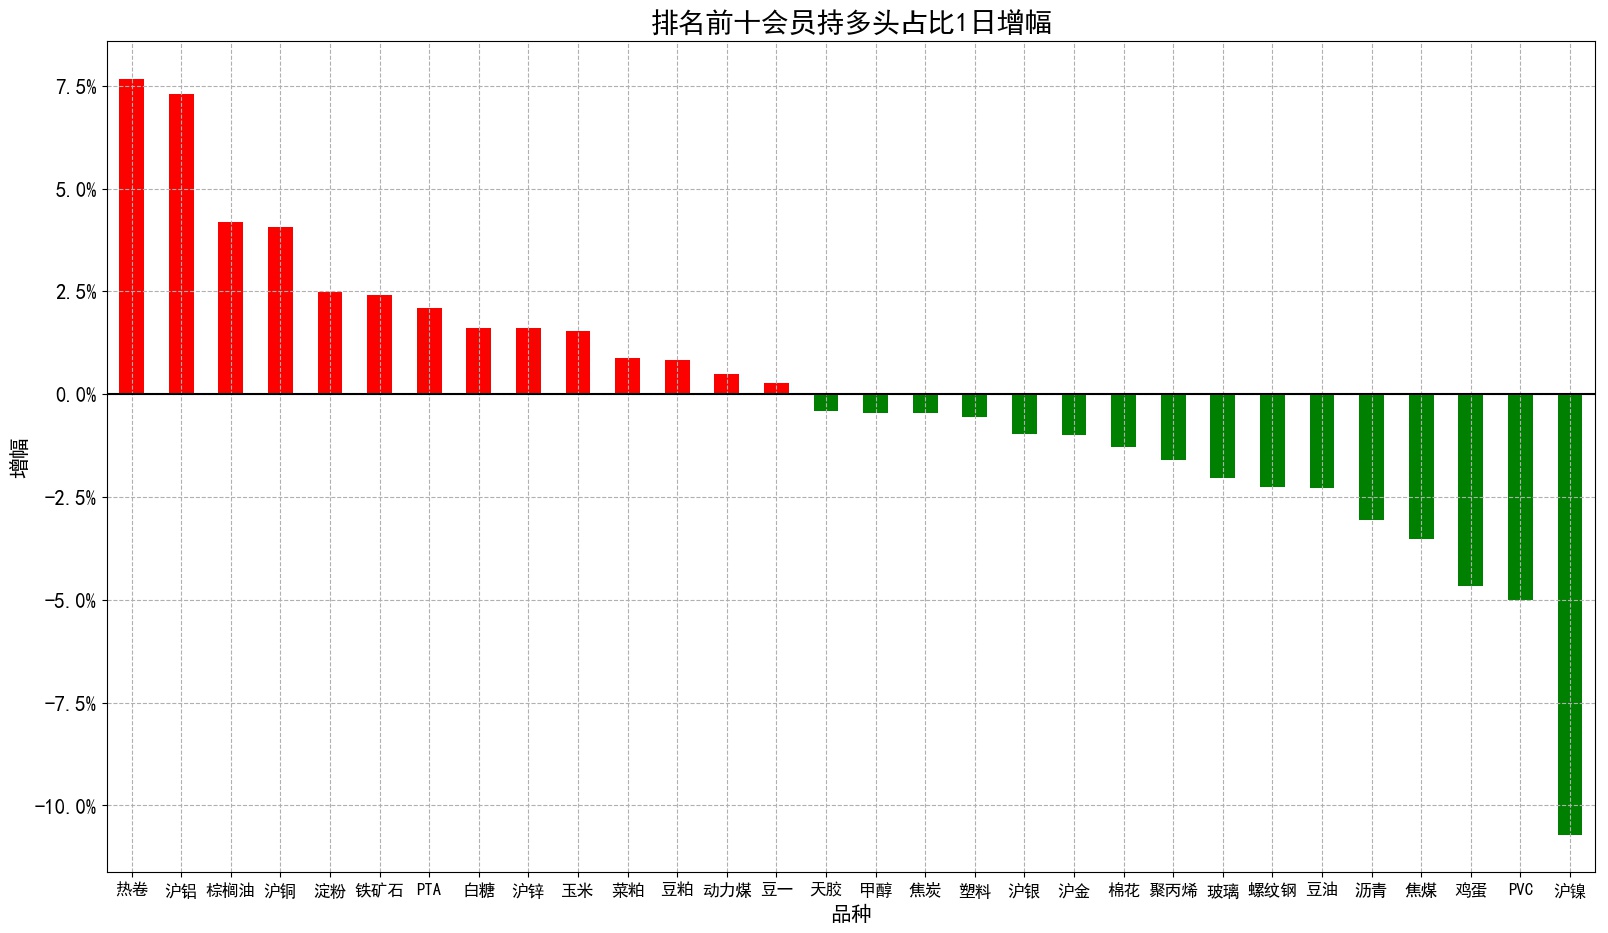 排名前十会员持多头占比1日增幅
7.5%
5.0%
2.5%
0.0%
−2.5%
−5.0%
−7.5%
−10.0%
增幅
热卷 沪铝 棕榈油 沪铜 淀粉 铁矿石 PTA 白糖 沪锌 玉米 菜粕 豆粕 动力煤 豆一 天胶 甲醇 焦炭 塑料 沪银 沪金 棉花 聚丙烯 玻璃 螺纹钢 豆油 沥青 焦煤 鸡蛋 PVC 沪镍
品种